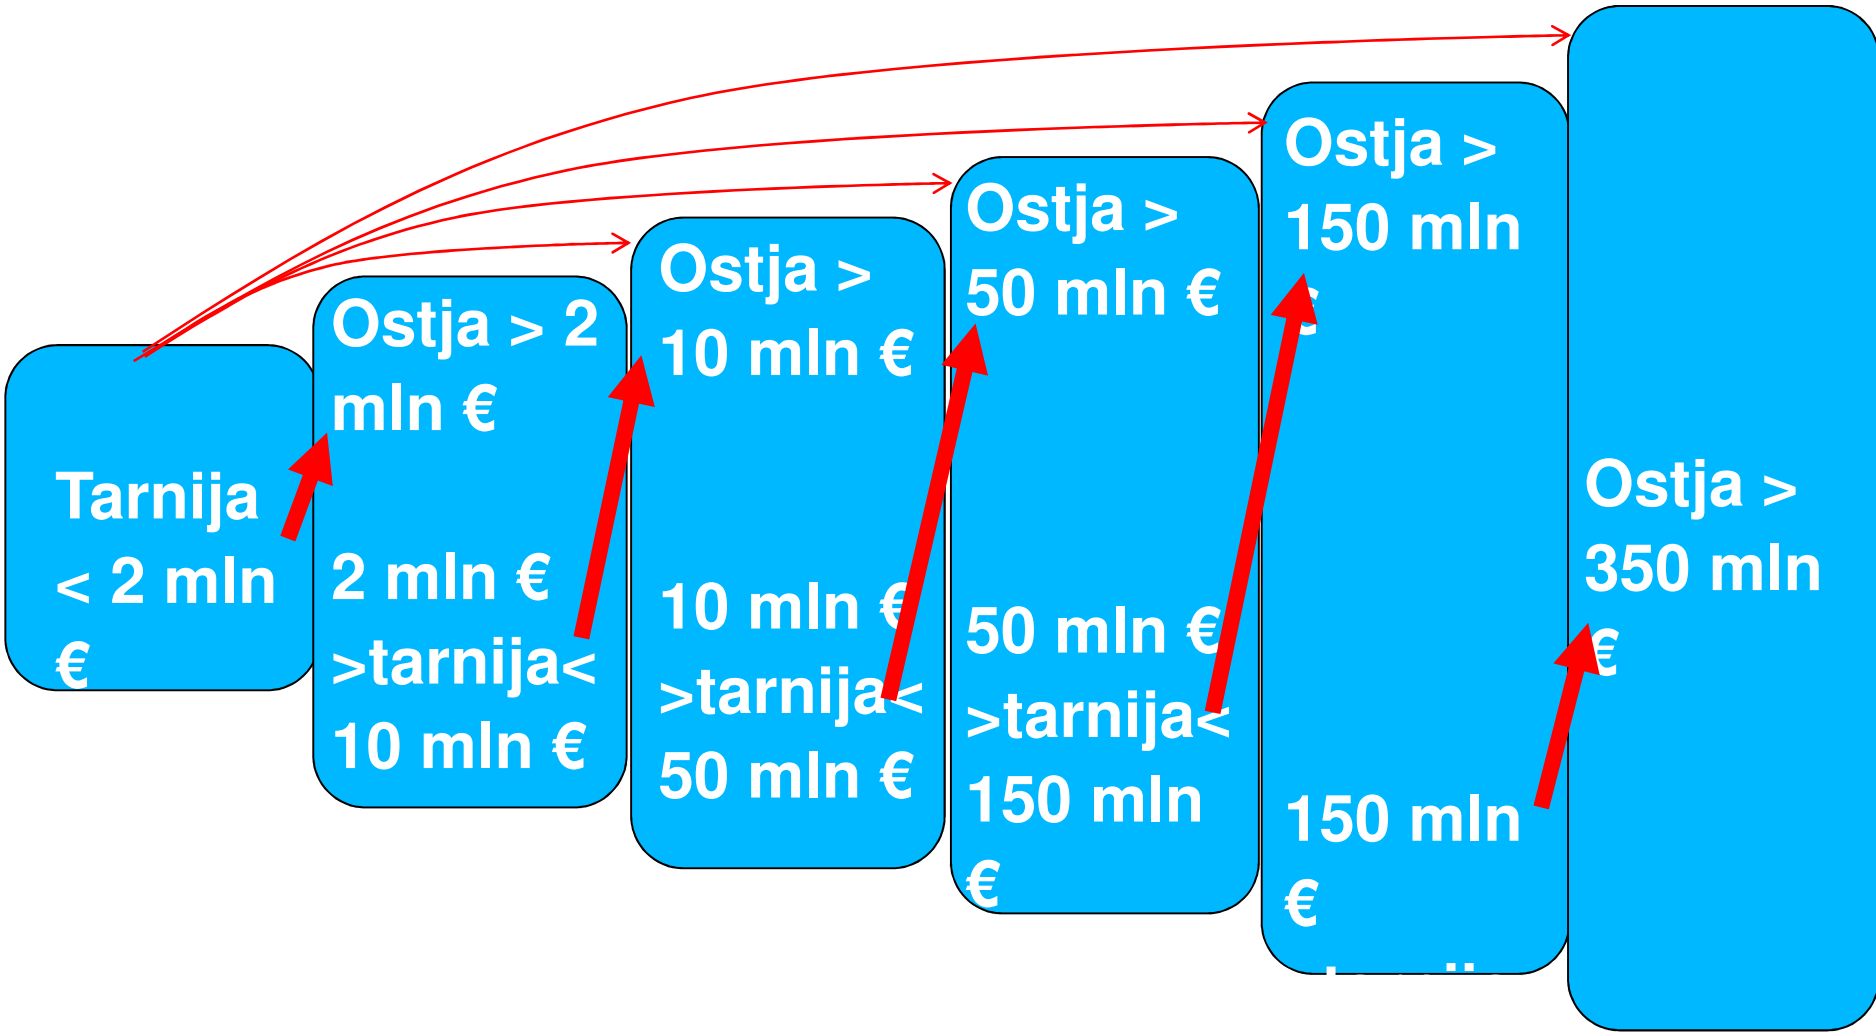 Tarnija
< 2 mln
€
Ostja > 2
mln €
2 mln €
>tarnija<
10 mln €
Ostja >
10 mln €
10 mln €
>tarnija<
50 mln €
Ostja >
50 mln €
50 mln €
>tarnija<
150 mln
€
Ostja >
150 mln
€
150 mln
€
Ostja >
350 mln
€